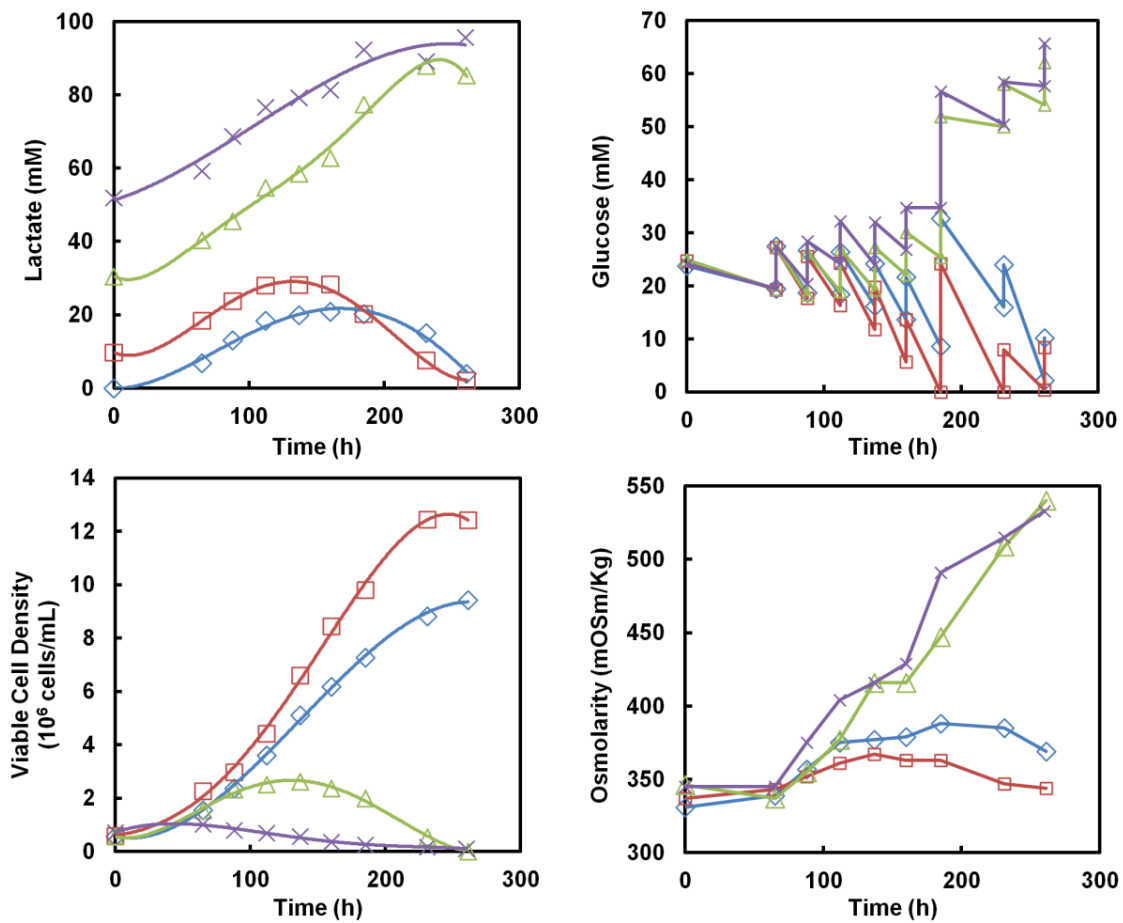 100
80
60
40
20
0
0 100 200 300
Lactate (mM)
Time (h)
70
60
50
40
30
20
10
0
0 100 200 300
Glucose (mM)
Time (h)
14
12
10
8
6
4
2
0
0 100 200 300
Viable Cell Density
(10⁶ cells/mL)
Time (h)
550
500
450
400
350
300
0 100 200 300
Osmolarity (mOSm/Kg)
Time (h)